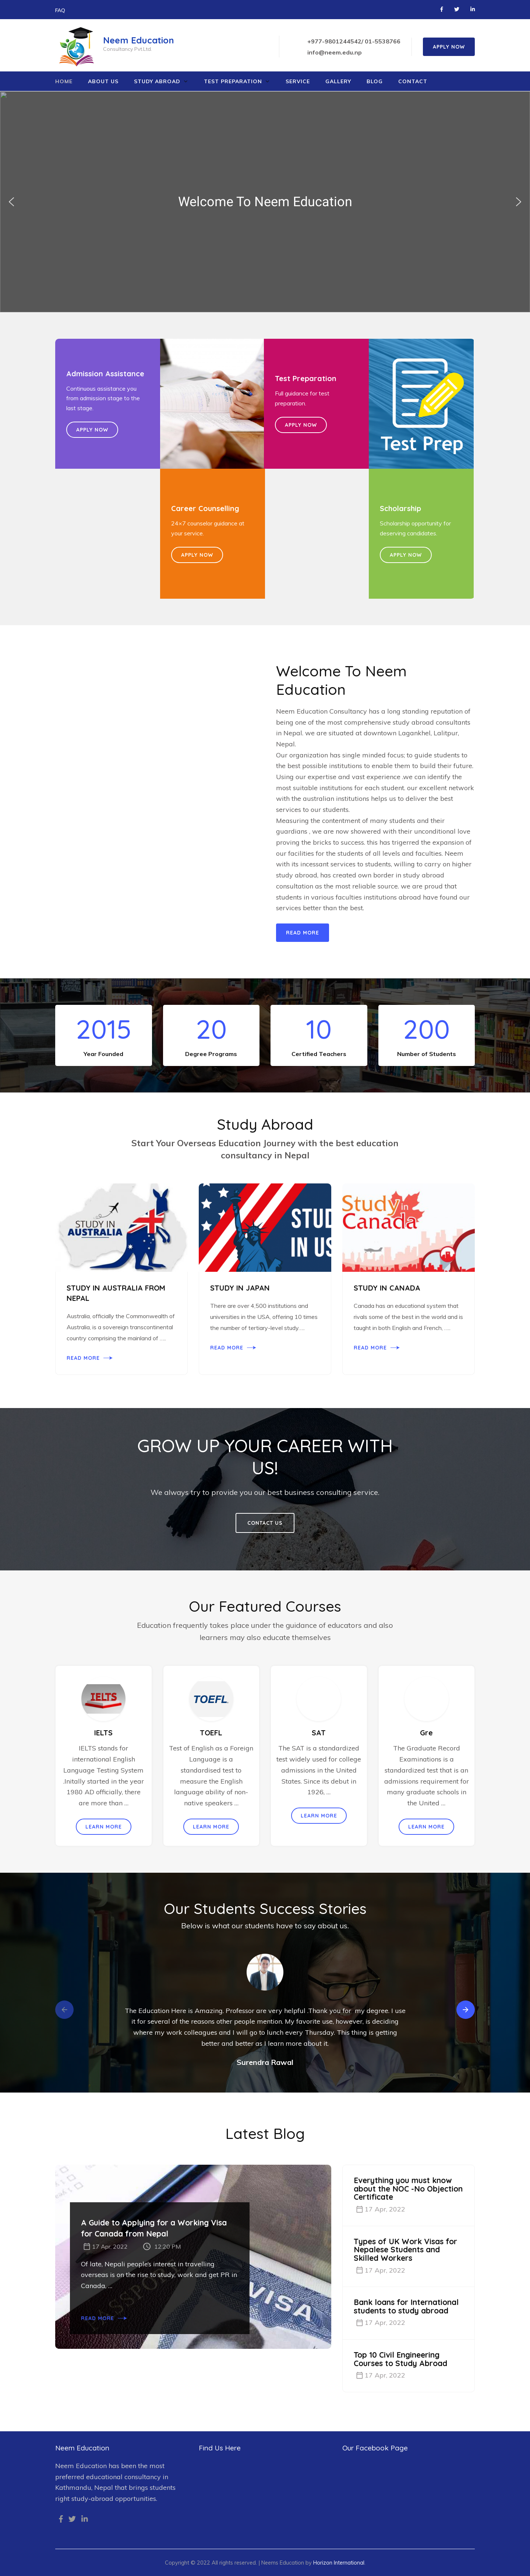 FAQ
Neem Education
Consultancy Pvt.Ltd.
+977-9801244542/ 01-5538766
info@neem.edu.np
APPLY NOW
HOME
ABOUT US
STUDY ABROAD
TEST PREPARATION
SERVICE
GALLERY
BLOG
CONTACT
Welcome To Neem Education
Admission Assistance
Continuous assistance you
from admission stage to the
last stage.
APPLY NOW
Test Preparation
Full guidance for test
preparation.
APPLY NOW
Test Prep
Career Counselling
24×7 counselor guidance at
your service.
APPLY NOW
Scholarship
Scholarship opportunity for
deserving candidates.
APPLY NOW
Welcome To Neem
Education
Neem Education Consultancy has a long standing reputation of
being one of the most comprehensive study abroad consultants
in Nepal. we are situated at downtown Lagankhel, Lalitpur,
Nepal.
Our organization has single minded focus; to guide students to
the best possible institutions to enable them to build their future.
Using our expertise and vast experience .we can identify the
most suitable institutions for each student. our excellent network
with the australian institutions helps us to deliver the best
services to our students.
Measuring the contentment of many students and their
guardians , we are now showered with their unconditional love
proving the bricks to success. this has trigerred the expansion of
our facilities for the students of all levels and faculties. Neem
with its incessant services to students, willing to carry on higher
study abroad, has created own border in study abroad
consultation as the most reliable source. we are proud that
students in various faculties institutions abroad have found our
services better than the best.
READ MORE
2015
Year Founded
20
Degree Programs
10
Certified Teachers
200
Number of Students
Study Abroad
Start Your Overseas Education Journey with the best education
consultancy in Nepal
STUDY IN
AUSTRALIA
STUD
IN US
Study in
Canada
STUDY IN AUSTRALIA FROM
NEPAL
Australia, officially the Commonwealth of
Australia, is a sovereign transcontinental
country comprising the mainland of … ...
READ MORE
STUDY IN JAPAN
There are over 4,500 institutions and
universities in the USA, offering 10 times
the number of tertiary-level study… ...
READ MORE
STUDY IN CANADA
Canada has an educational system that
rivals some of the best in the world and is
taught in both English and French, … ...
READ MORE
GROW UP YOUR CAREER WITH
US!
We always try to provide you our best business consulting service.
CONTACT US
Our Featured Courses
Education frequently takes place under the guidance of educators and also
learners may also educate themselves
IELTS
IELTS
IELTS stands for
international English
Language Testing System
.Initally started in the year
1980 AD officially, there
are more than ...
LEARN MORE
TOEFL
TOEFL
Test of English as a Foreign
Language is a
standardised test to
measure the English
language ability of non-
native speakers ...
LEARN MORE
SAT
The SAT is a standardized
test widely used for college
admissions in the United
States. Since its debut in
1926, ...
LEARN MORE
Gre
The Graduate Record
Examinations is a
standardized test that is an
admissions requirement for
many graduate schools in
the United ...
LEARN MORE
Our Students Success Stories
Below is what our students have to say about us.
The Education Here is Amazing. Professor are very helpful .Thank you for my degree. I use
it for several of the reasons other people mention. My favorite use, however, is deciding
where my work colleagues and I will go to lunch every Thursday. This thing is getting
better and better as I learn more about it.
Surendra Rawal
Latest Blog
A Guide to Applying for a Working Visa
for Canada from Nepal
17 Apr, 2022
12:20 PM
Of late, Nepali people's interest in travelling
overseas is on the rise to study, work and get PR in
Canada. ...
READ MORE
PASSPORT
VISA
Everything you must know
about the NOC -No Objection
Certificate
17 Apr, 2022
Types of UK Work Visas for
Nepalese Students and
Skilled Workers
17 Apr, 2022
Bank loans for International
students to study abroad
17 Apr, 2022
Top 10 Civil Engineering
Courses to Study Abroad
17 Apr, 2022
Neem Education
Neem Education has been the most
preferred educational consultancy in
Kathmandu, Nepal that brings students
right study-abroad opportunities.
Find Us Here
Our Facebook Page
Copyright © 2022 All rights reserved. | Neems Education by Horizon International